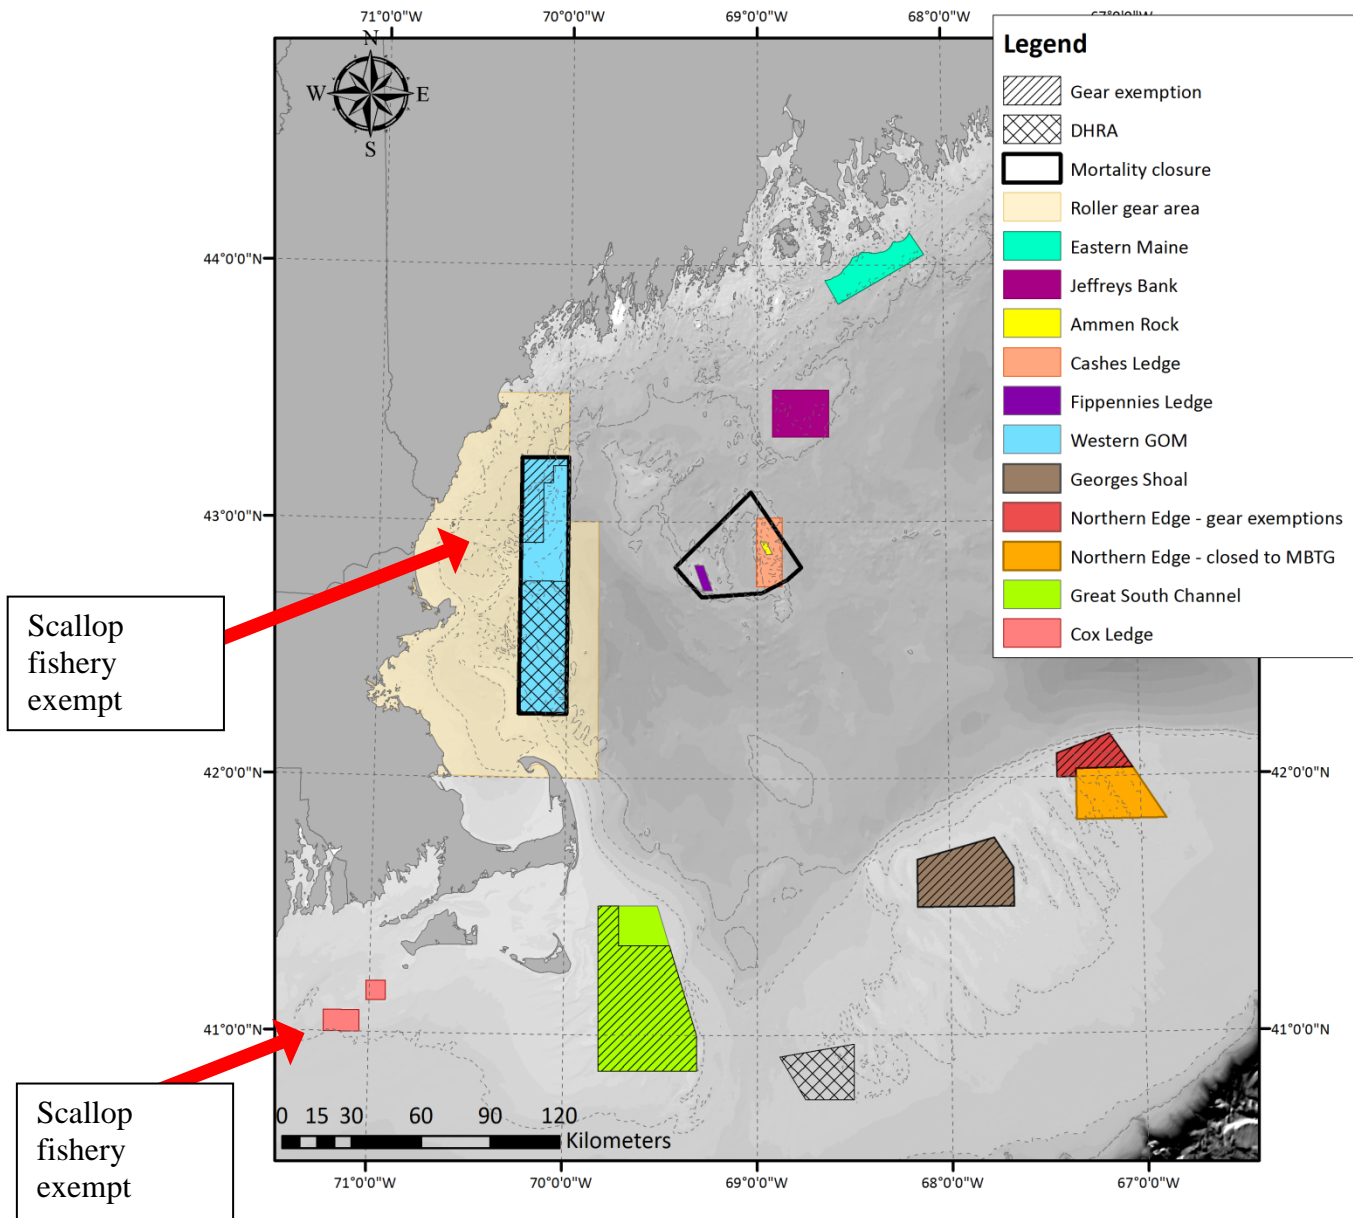 71°0'0"W 70°0'0"W 69°0'0"W 68°0'0"W
N
W E
S
Legend
Gear exemption
DHRA
Mortality closure
Roller gear area
Eastern Maine
Jeffreys Bank
Ammen Rock
Cashes Ledge
Fippennies Ledge
Western GOM
Georges Shoal
Northern Edge - gear exemptions
Northern Edge - closed to MBTG
Great South Channel
Cox Ledge
44°0'0"N
43°0'0"N
Scallop
fishery
exempt
42°0'0"N 42°0'0"N
41°0'0"N 41°0'0"N
Scallop
fishery
exempt
0 15 30 60 90 120
Kilometers
71°0'0"W 70°0'0"W 69°0'0"W 68°0'0"W 67°0'0"W